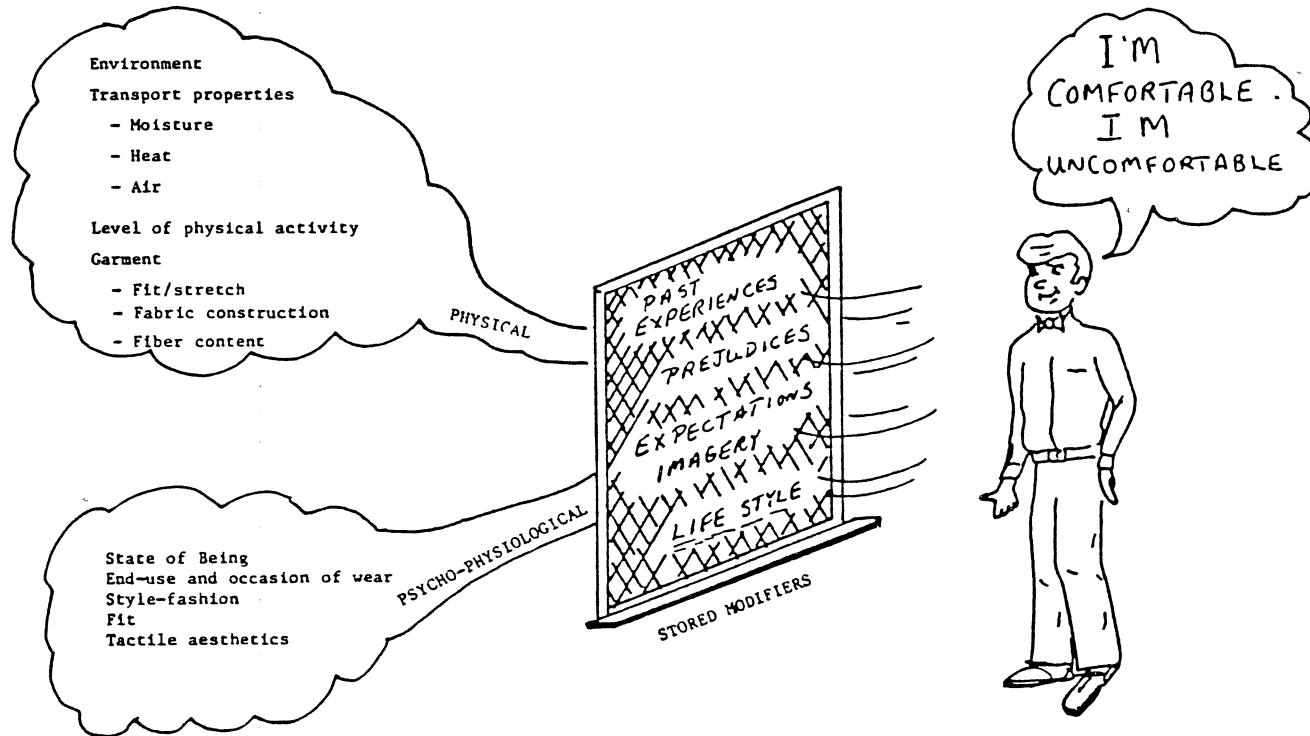 Environment
Transport properties
- Moisture
- Heat
- Air
Level of physical activity
Garment
- Fit/stretch
- Fabric construction
- Fiber content
PHYSICAL
State of Being
End-use and occasion of wear
Style-fashion
Fit
Tactile aesthetics
PSYCHO-PHYSIOLOGICAL
PAST
EXPERIENCES
PREJUDICES
EXPECTATIONS
IMAGERY
LIFE STYLE
STORED MODIFIERS
I'M
COMFORTABLE.
I M
UNCOMFORTABLE